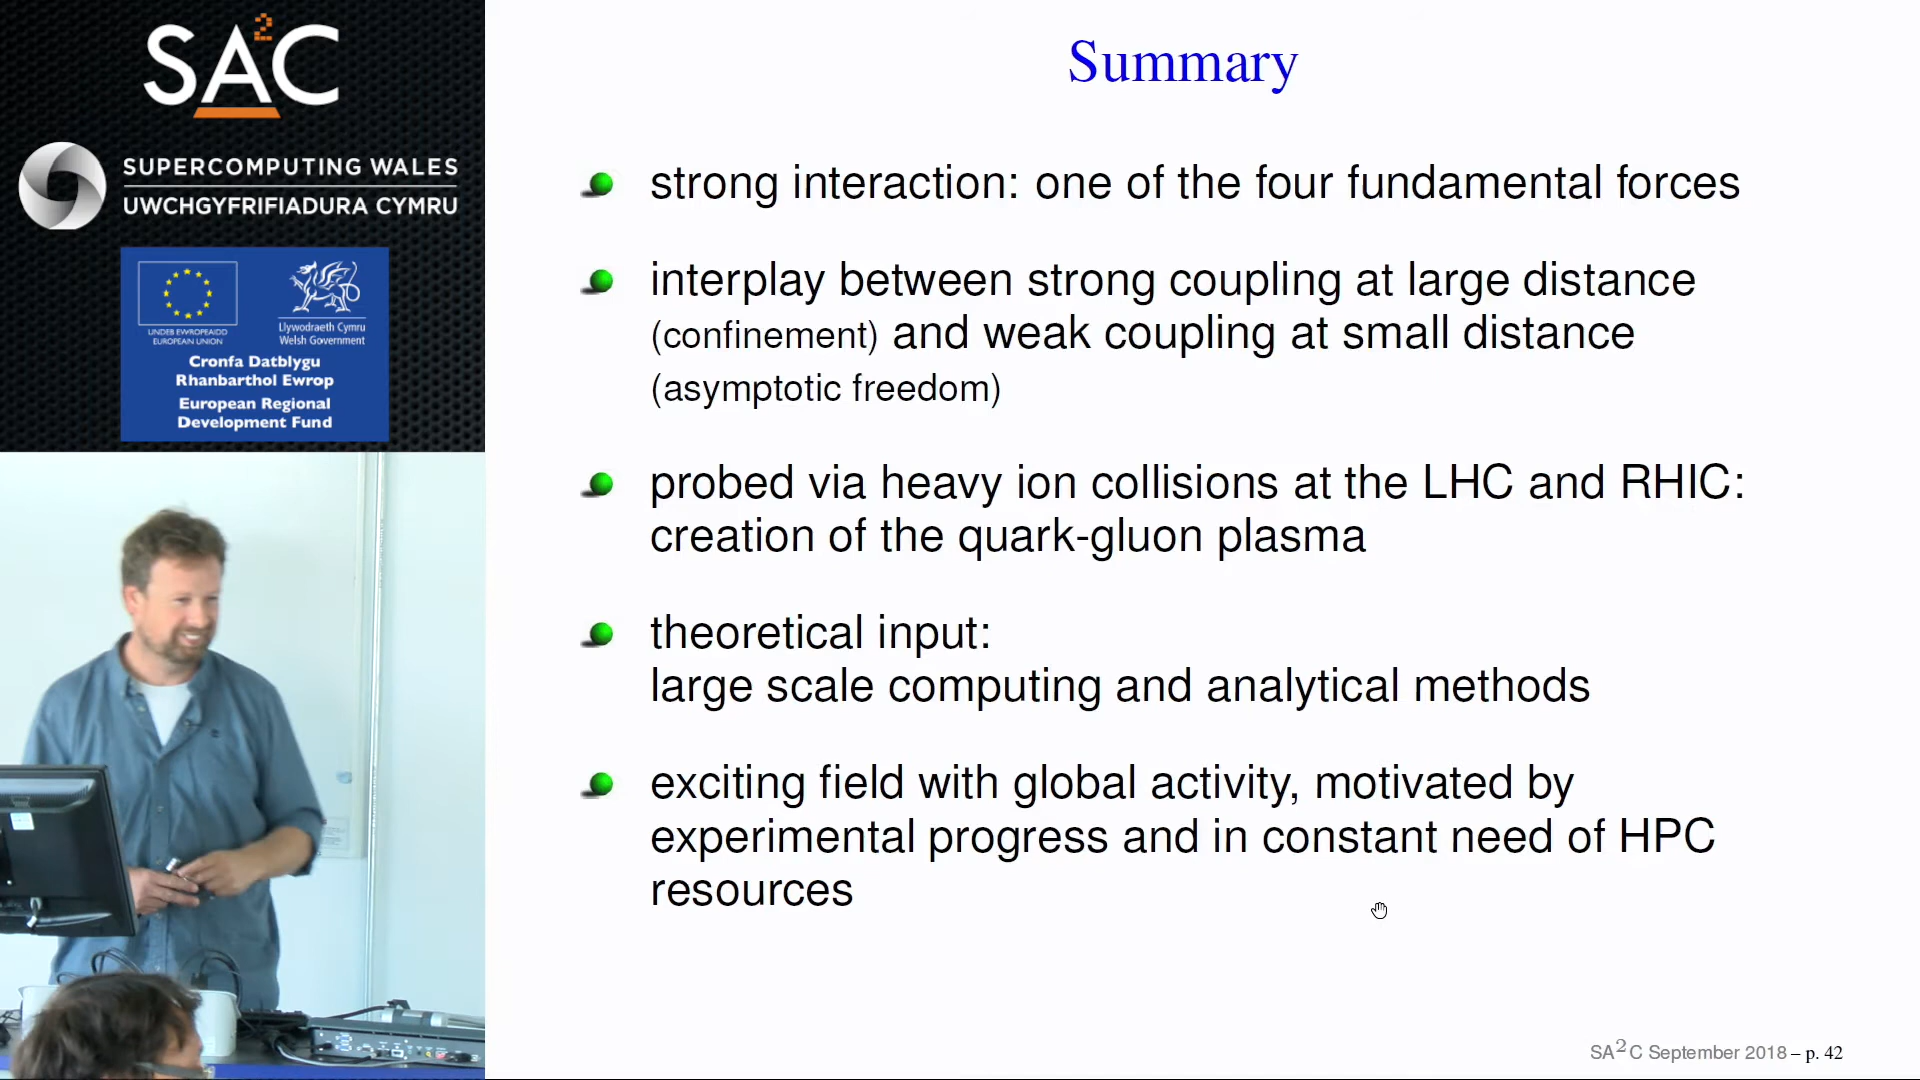 SA²C
SUPERCOMPUTING WALES
UWCHGYFRIFIADURA CYMRU
UNDEB EWROPEAIDD
EUROPEAN UNION
Llywodraeth Cymru
Welsh Government
Cronfa Datblygu
Rhanbarthol Ewrop
European Regional
Development Fund
Summary
strong interaction: one of the four fundamental forces
interplay between strong coupling at large distance
(confinement) and weak coupling at small distance
(asymptotic freedom)
probed via heavy ion collisions at the LHC and RHIC:
creation of the quark-gluon plasma
theoretical input:
large scale computing and analytical methods
exciting field with global activity, motivated by
experimental progress and in constant need of HPC
resources
SA²C September 2018 – p. 42